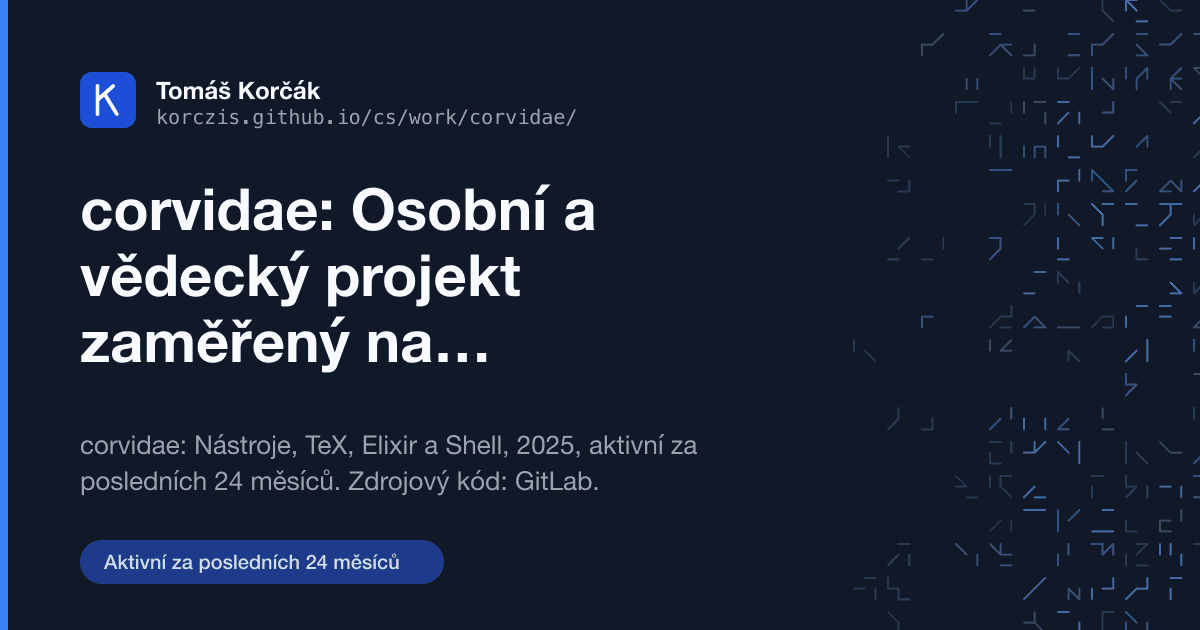 K
Tomáš Korčák
korczis.github.io/cs/work/corvidae/
corvidae: Osobní a
vědecký projekt
zaměřený na…
corvidae: Nástroje, TeX, Elixir a Shell, 2025, aktivní za
posledních 24 měsíců. Zdrojový kód: GitLab.
Aktivní za posledních 24 měsíců